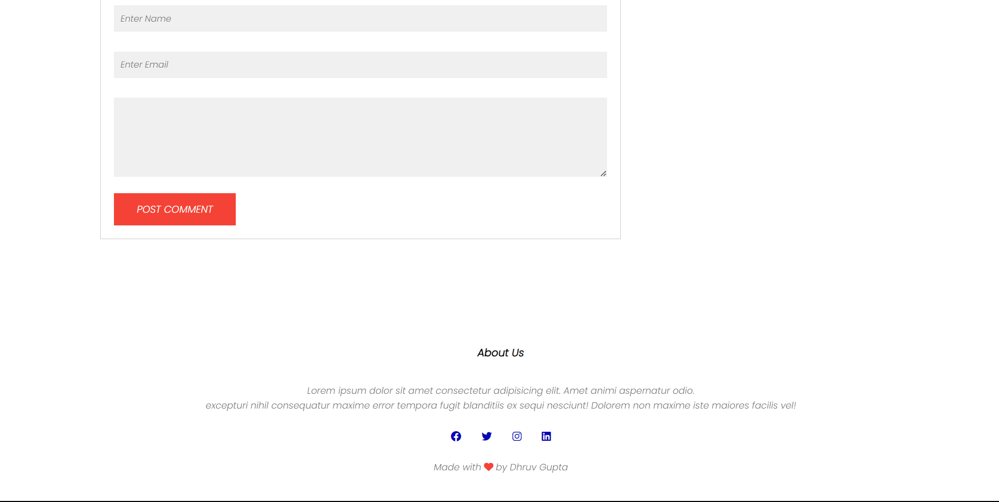 Enter Name
Enter Email
POST COMMENT
About Us
Lorem ipsum dolor sit amet consectetur adipisicing elit. Amet animi aspernatur odio.
excepturi nihil consequatur maxime error tempora fugit blanditiis ex sequi nesciunt! Dolorem non maxime iste maiores facilis vel!
Made with ❤ by Dhruv Gupta